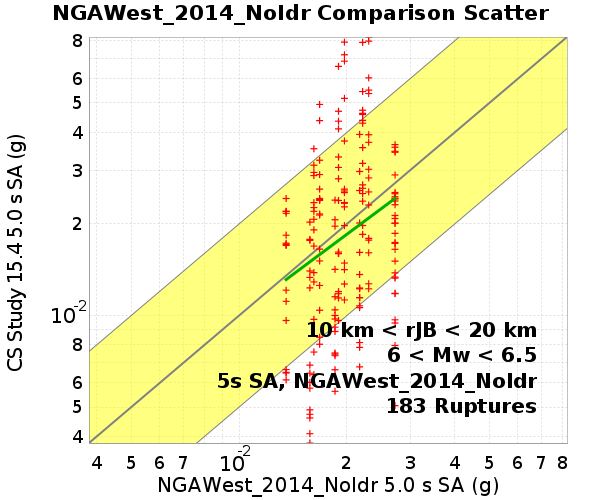 NGAWest_2014_NoIdr Comparison Scatter
8
6
5
4
3
2
10-2
8
6
5
4
CS Study 15.4 5.0 s SA (g)
10 km < rJB < 20 km
6 < Mw < 6.5
5s SA, NGAWest_2014_NoIdr
183 Ruptures
4 5 6 7 10-2 2 3 4 5 6 7 8
NGAWest_2014_NoIdr 5.0 s SA (g)